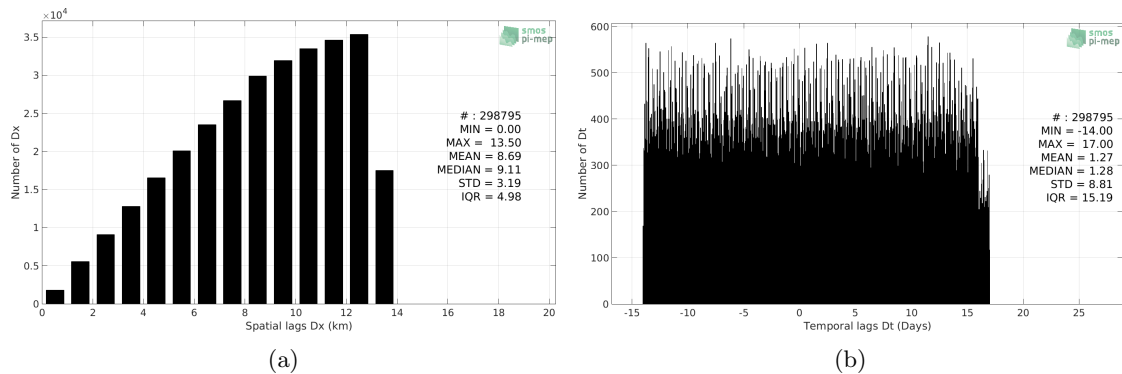 ×10⁴
smos
pi-mep
3.5
3
2.5
2
1.5
1
0.5
0
Number of Dx
# : 298795
MIN = 0.00
MAX = 13.50
MEAN = 8.69
MEDIAN = 9.11
STD = 3.19
IQR = 4.98
0 2 4 6 8 10 12 14 16 18 20
Spatial lags Dx (km)
(a)
smos
pi-mep
600
500
400
300
200
100
0
Number of Dt
# : 298795
MIN = -14.00
MAX = 17.00
MEAN = 1.27
MEDIAN = 1.28
STD = 8.81
IQR = 15.19
-15 -10 -5 0 5 10 15 20 25
Temporal lags Dt (Days)
(b)